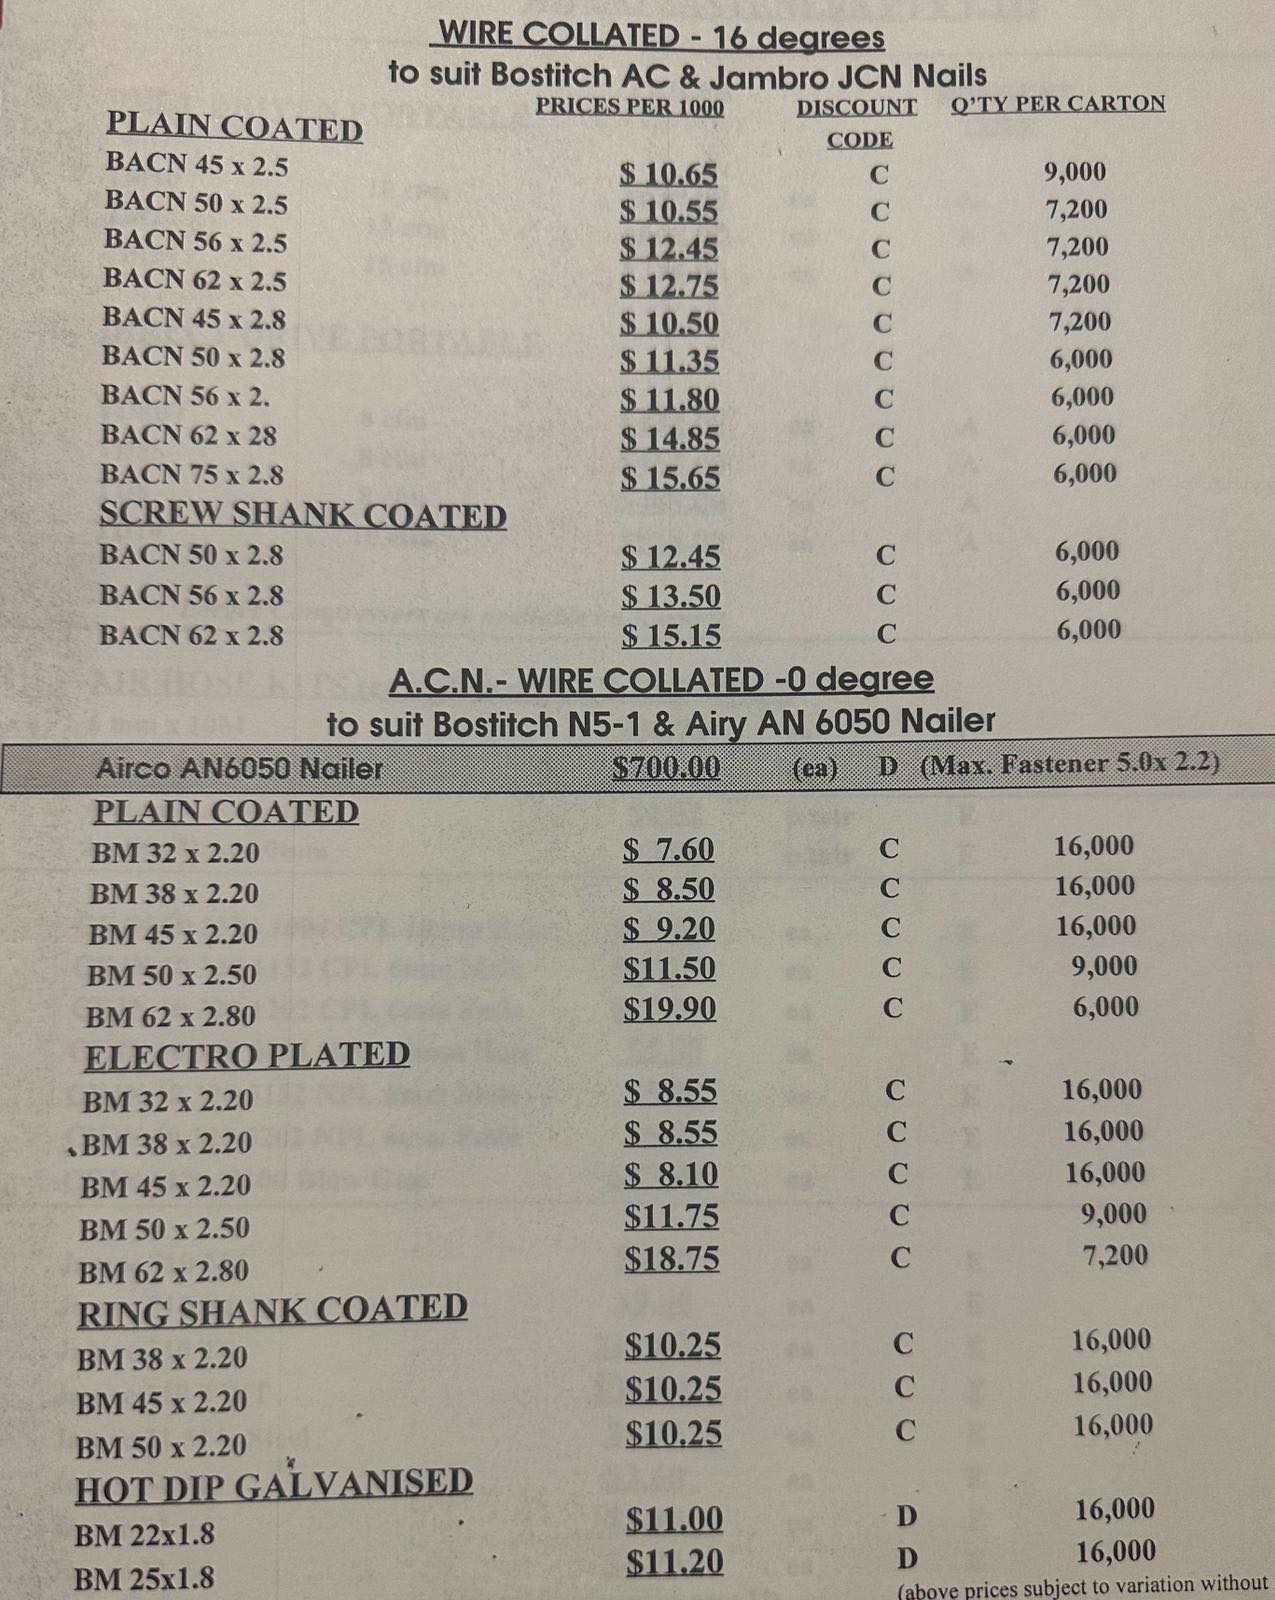 WIRE COLLATED - 16 degrees
to suit Bostitch AC & Jambro JCN Nails
PRICES PER 1000 DISCOUNT Q'TY PER CARTON
PLAIN COATED CODE
BACN 45 x 2.5 $ 10.65 C 9,000
BACN 50 x 2.5 $ 10.55 C 7,200
BACN 56 x 2.5 $ 12.45 C 7,200
BACN 62 x 2.5 $ 12.75 C 7,200
BACN 45 x 2.8 $ 10.50 C 7,200
BACN 50 x 2.8 $ 11.35 C 6,000
BACN 56 x 2. $ 11.80 C 6,000
BACN 62 x 28 $ 14.85 C 6,000
BACN 75 x 2.8 $ 15.65 C 6,000
SCREW SHANK COATED
BACN 50 x 2.8 $ 12.45 C 6,000
BACN 56 x 2.8 $ 13.50 C 6,000
BACN 62 x 2.8 $ 15.15 C 6,000
A.C.N.- WIRE COLLATED -0 degree
to suit Bostitch N5-1 & Airy AN 6050 Nailer
Airco AN6050 Nailer $700.00 (ea) D (Max. Fastener 5.0x 2.2)
PLAIN COATED
BM 32 x 2.20 $ 7.60 C 16,000
BM 38 x 2.20 $ 8.50 C 16,000
BM 45 x 2.20 $ 9.20 C 16,000
BM 50 x 2.50 $11.50 C 9,000
BM 62 x 2.80 $19.90 C 6,000
ELECTRO PLATED
BM 32 x 2.20 $ 8.55 C 16,000
BM 38 x 2.20 $ 8.55 C 16,000
BM 45 x 2.20 $ 8.10 C 16,000
BM 50 x 2.50 $11.75 C 9,000
BM 62 x 2.80 $18.75 C 7,200
RING SHANK COATED
BM 38 x 2.20 $10.25 C 16,000
BM 45 x 2.20 $10.25 C 16,000
BM 50 x 2.20 $10.25 C 16,000
HOT DIP GALVANISED
BM 22x1.8 $11.00 D 16,000
BM 25x1.8 $11.20 D 16,000
(above prices subject to variation without